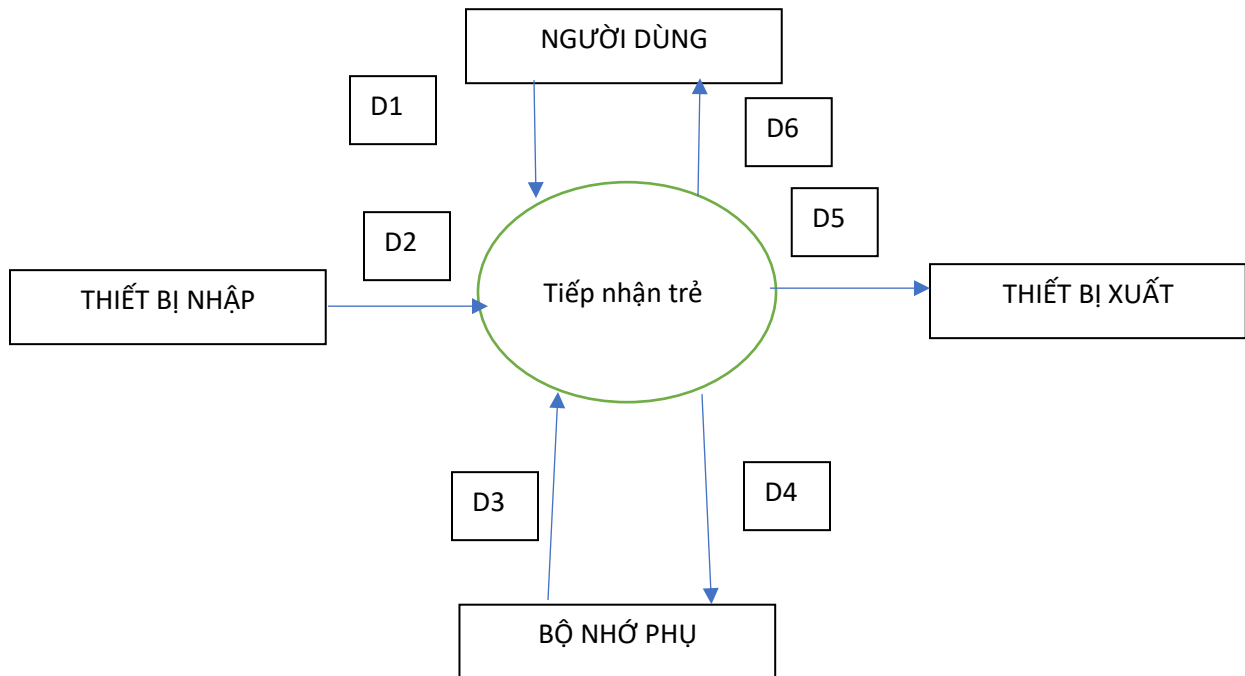 NGƯỜI DÙNG
D1
D6
D2
D5
THIẾT BỊ NHẬP
Tiếp nhận trẻ
THIẾT BỊ XUẤT
D3
D4
BỘ NHỚ PHỤ